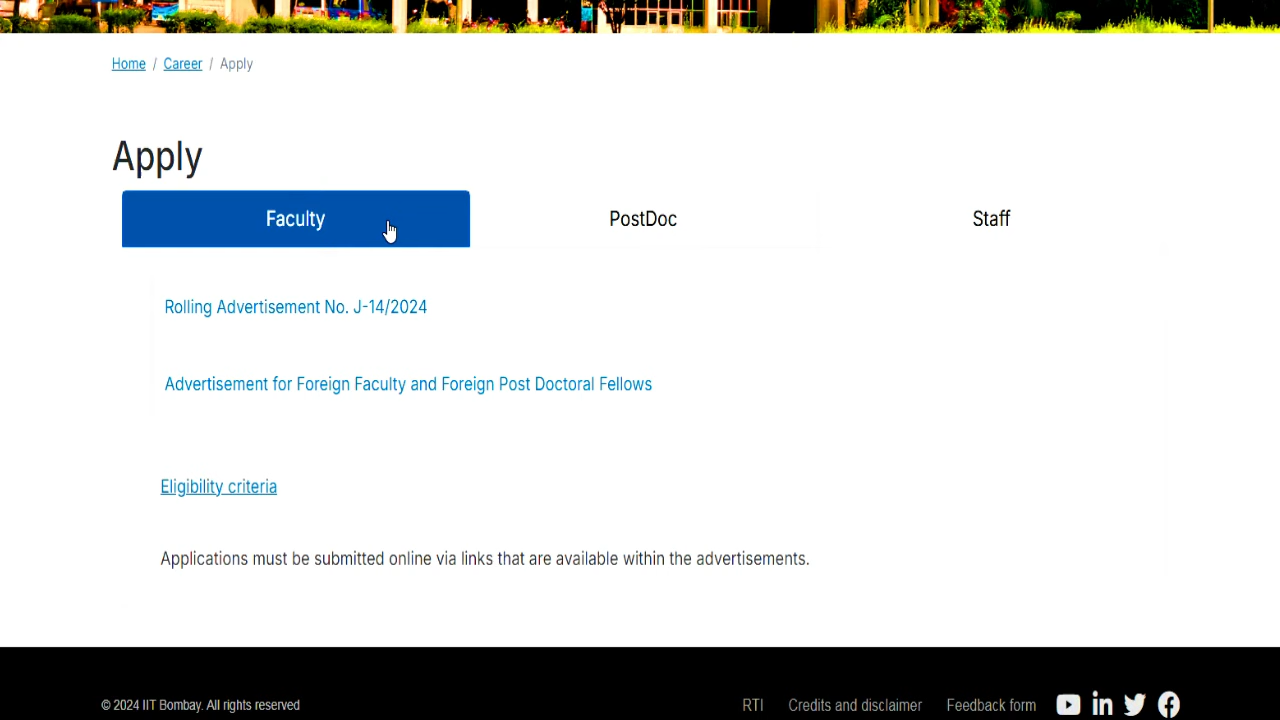 Home / Career / Apply
Apply
Faculty PostDoc Staff
Rolling Advertisement No. J-14/2024
Advertisement for Foreign Faculty and Foreign Post Doctoral Fellows
Eligibility criteria
Applications must be submitted online via links that are available within the advertisements.
© 2024 IIT Bombay. All rights reserved RTI Credits and disclaimer Feedback form